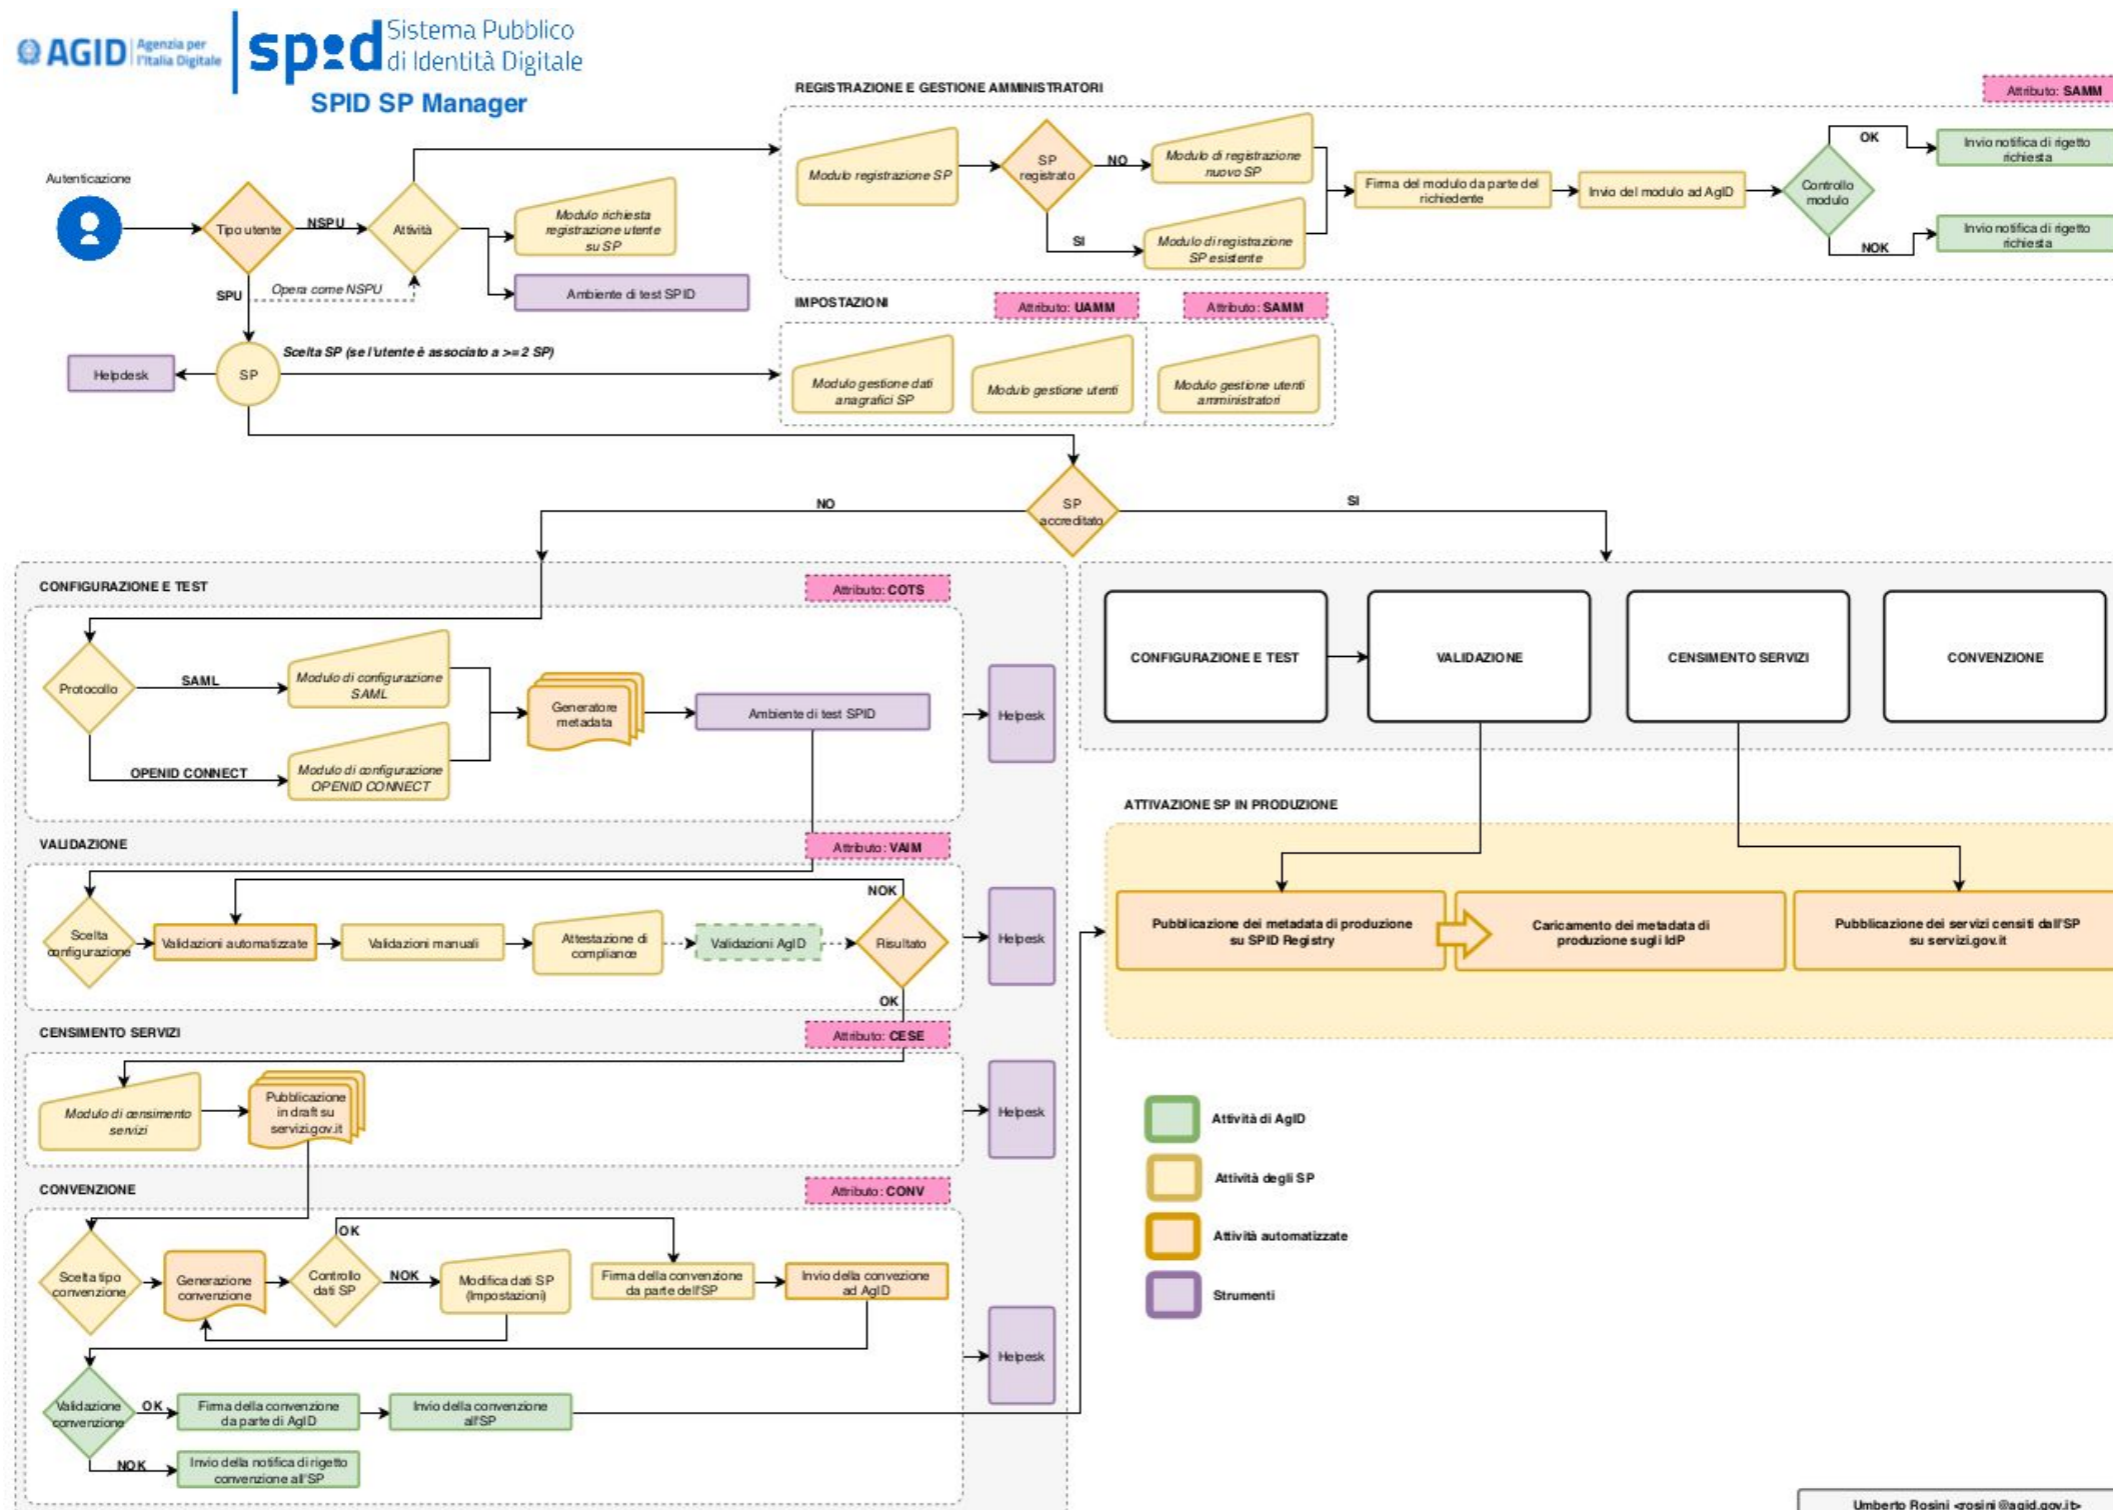 AGID
Agenzia per
l'Italia Digitale
spid
Sistema Pubblico
di Identità Digitale
SPID SP Manager
REGISTRAZIONE E GESTIONE AMMINISTRATORI
Attributo: SAMM
Autenticazione
Tipo utente
NSPU
Attività
Modulo richiesta
registrazione utente
su SP
Ambiente di test SPID
SPU
Opera come NSPU
Modulo registrazione SP
SP
registrato
NO
Modulo di registrazione
nuovo SP
SI
Modulo di registrazione
SP esistente
Firma del modulo da parte del
richiedente
Invio del modulo ad AgID
Controllo
modulo
OK
Invio notifica di rigetto
richiesta
NOK
Invio notifica di rigetto
richiesta
IMPOSTAZIONI
Attributo: UAMM
Attributo: SAMM
Helpdesk
SP
Scelta SP (se l'utente è associato a >= 2 SP)
Modulo gestione dati
anagrafici SP
Modulo gestione utenti
Modulo gestione utenti
amministratori
NO
SP
accreditato
SI
CONFIGURAZIONE E TEST
Attributo: COTS
Protocollo
SAML
Modulo di configurazione
SAML
OPENID CONNECT
Modulo di configurazione
OPENID CONNECT
Generatore
metadata
Ambiente di test SPID
Helpesk
CONFIGURAZIONE E TEST
VALIDAZIONE
CENSIMENTO SERVIZI
CONVENZIONE
VALIDAZIONE
Attributo: VAIM
Scelta
configurazione
Validazioni automatizzate
Validazioni manuali
Attestazione di
compliance
Validazioni AgID
Risultato
NOK
OK
Helpesk
ATTIVAZIONE SP IN PRODUZIONE
Pubblicazione dei metadata di produzione
su SPID Registry
Caricamento dei metadata di
produzione sugli IdP
Pubblicazione dei servizi censiti dall'SP
su servizi.gov.it
CENSIMENTO SERVIZI
Attributo: CESE
Modulo di censimento
servizi
Pubblicazione
in draft su
servizi.gov.it
Helpesk
CONVENZIONE
Attributo: CONV
Scelta tipo
convenzione
Generazione
convenzione
Controllo
dati SP
OK
NOK
Modifica dati SP
(Impostazioni)
Firma della convenzione
da parte dell'SP
Invio della convezione
ad AgID
Helpesk
Validazione
convenzione
OK
Firma della convenzione
da parte di AgID
Invio della convenzione
all'SP
NOK
Invio della notifica di rigetto
convenzione all'SP
Attività di AgID
Attività degli SP
Attività automatizzate
Strumenti
Umberto Rosini <rosini@agid.gov.it>